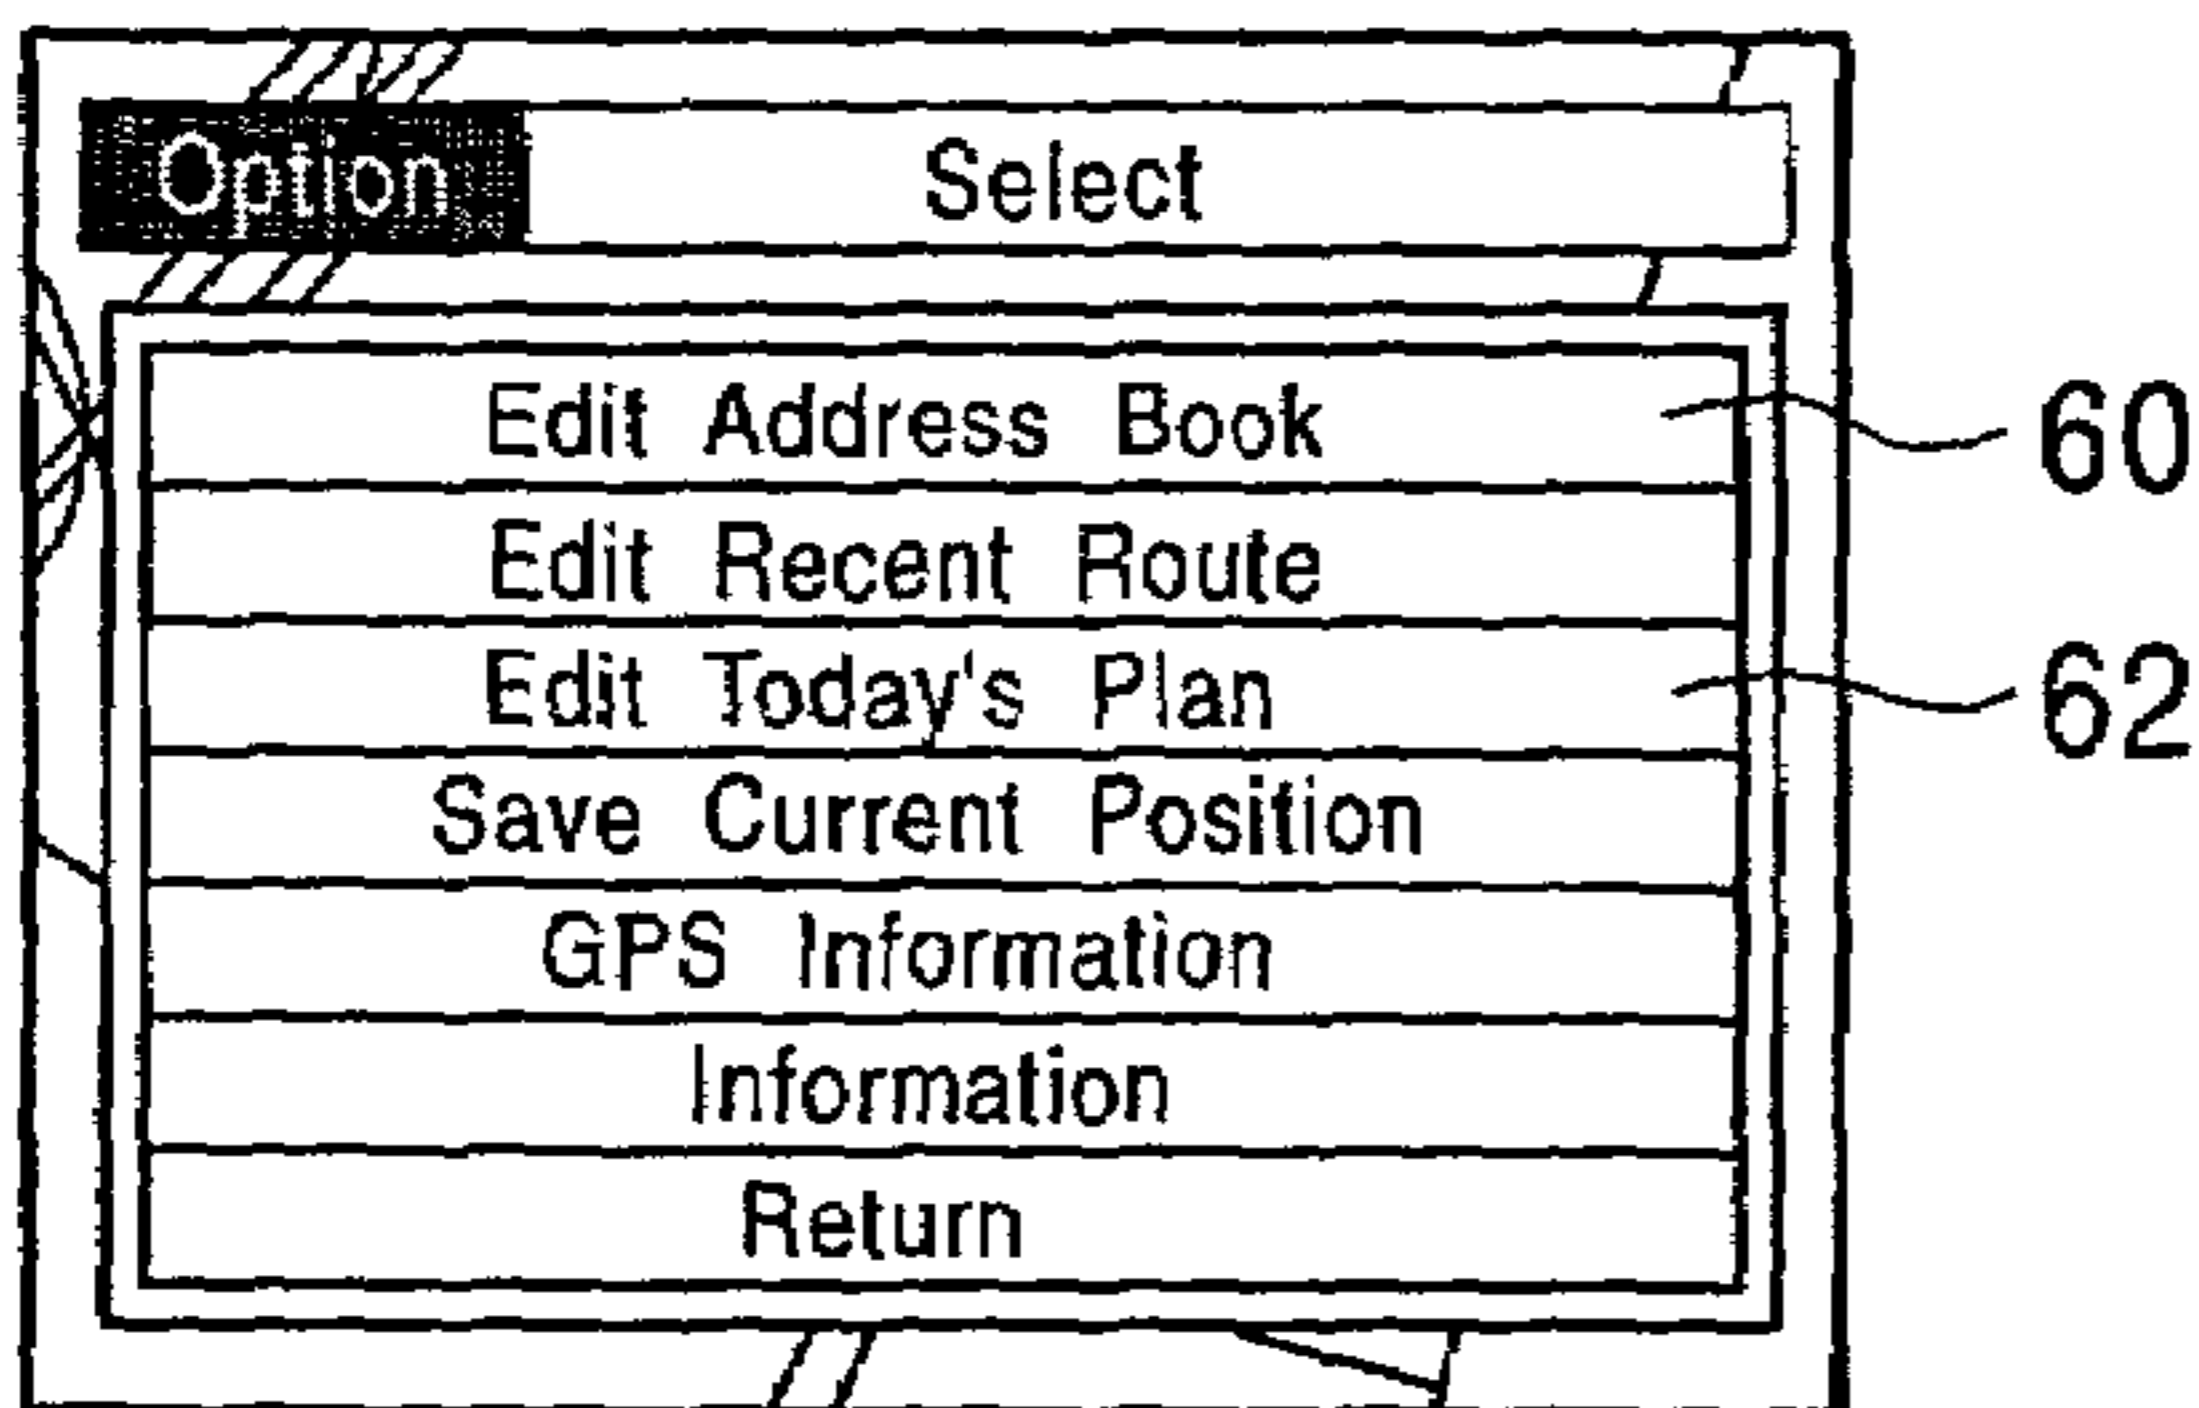 Option Select
Edit Address Book 60
Edit Recent Route
Edit Today's Plan 62
Save Current Position
GPS Information
Information
Return